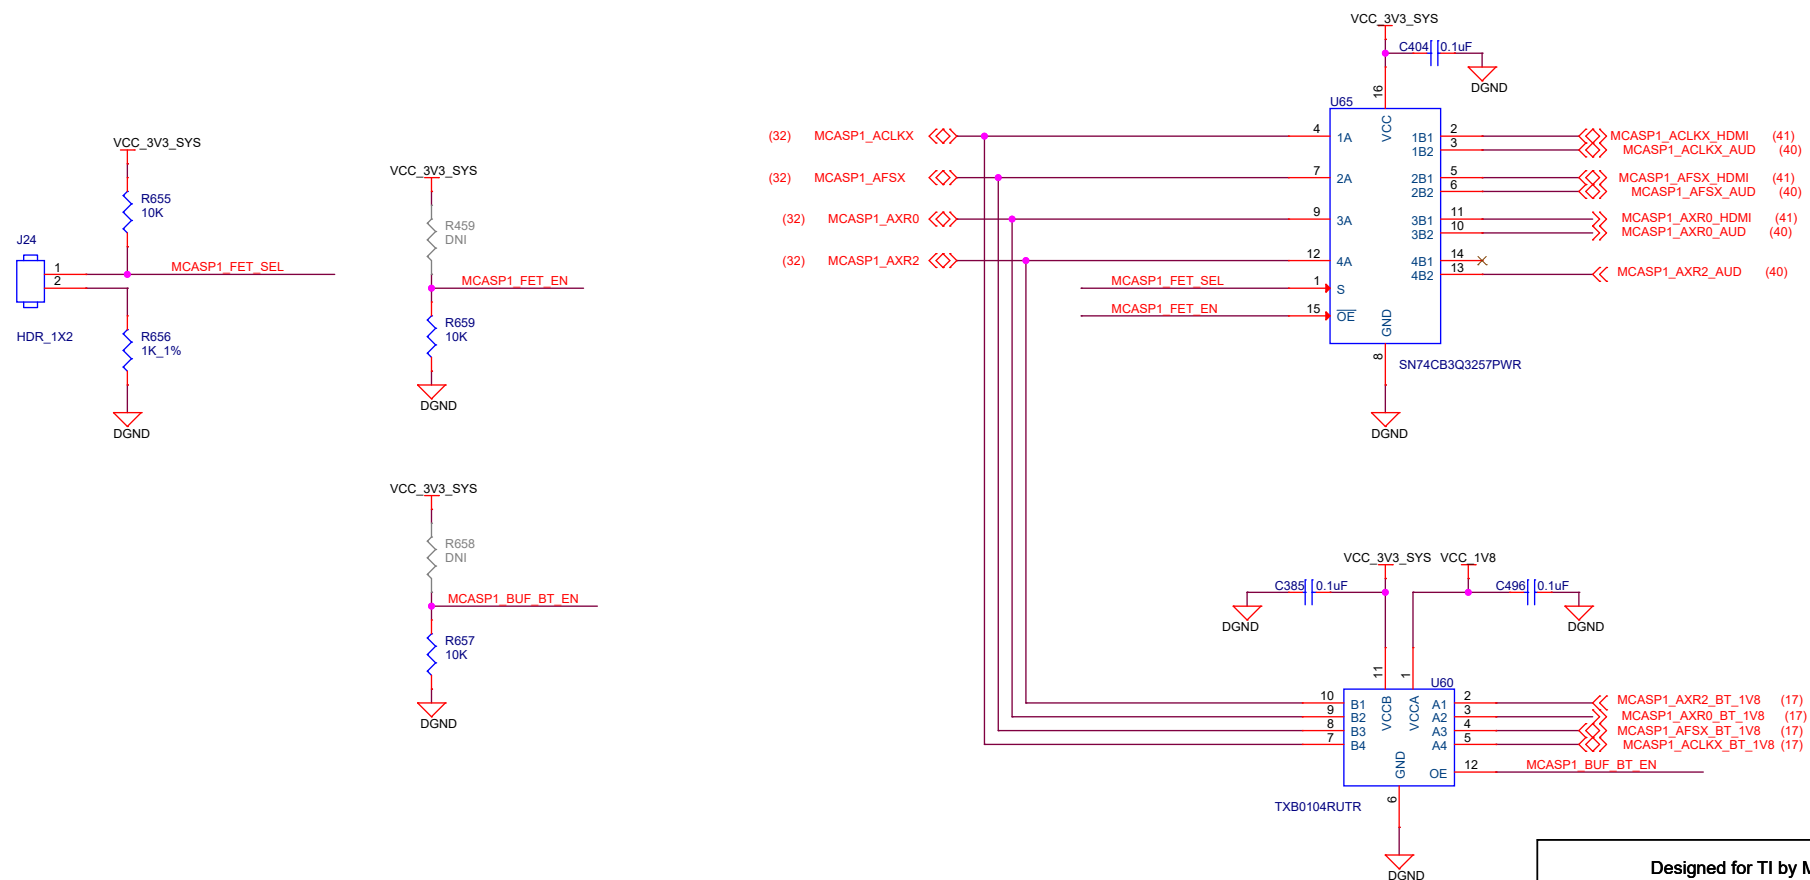 VCC_3V3_SYS
R655
10K
J24
1
2
MCASP1_FET_SEL
HDR_1X2
R656
1K_1%
DGND
VCC_3V3_SYS
R459
DNI
MCASP1_FET_EN
R659
10K
DGND
VCC_3V3_SYS
R658
DNI
MCASP1_BUF_BT_EN
R657
10K
DGND
VCC_3V3_SYS
C404 0.1uF
DGND
16
U65
VCC
(32) MCASP1_ACLKX 4 1A 1B1 2 MCASP1_ACLKX_HDMI (41)
1B2 3 MCASP1_ACLKX_AUD (40)
(32) MCASP1_AFSX 7 2A 2B1 5 MCASP1_AFSX_HDMI (41)
2B2 6 MCASP1_AFSX_AUD (40)
(32) MCASP1_AXR0 9 3A 3B1 11 MCASP1_AXR0_HDMI (41)
3B2 10 MCASP1_AXR0_AUD (40)
(32) MCASP1_AXR2 12 4A 4B1 14
4B2 13 MCASP1_AXR2_AUD (40)
MCASP1_FET_SEL 1 S
MCASP1_FET_EN 15 OE
GND
8
SN74CB3Q3257PWR
DGND
VCC_3V3_SYS VCC_1V8
C385 0.1uF C496 0.1uF
DGND DGND
11 1
U60
VCCB VCCA
10 B1 A1 2 MCASP1_AXR2_BT_1V8 (17)
9 B2 A2 3 MCASP1_AXR0_BT_1V8 (17)
8 B3 A3 4 MCASP1_AFSX_BT_1V8 (17)
7 B4 A4 5 MCASP1_ACLKX_BT_1V8 (17)
GND OE 12 MCASP1_BUF_BT_EN
6
TXB0104RUTR
DGND
Designed for TI by M